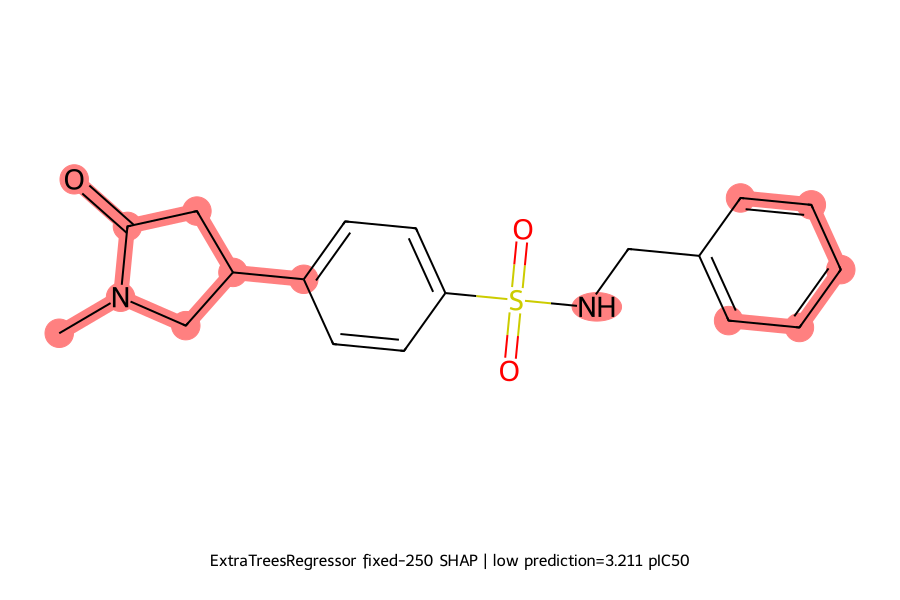 O
N
O
S
NH
O
ExtraTreesRegressor fixed-250 SHAP | low prediction=3.211 pIC50